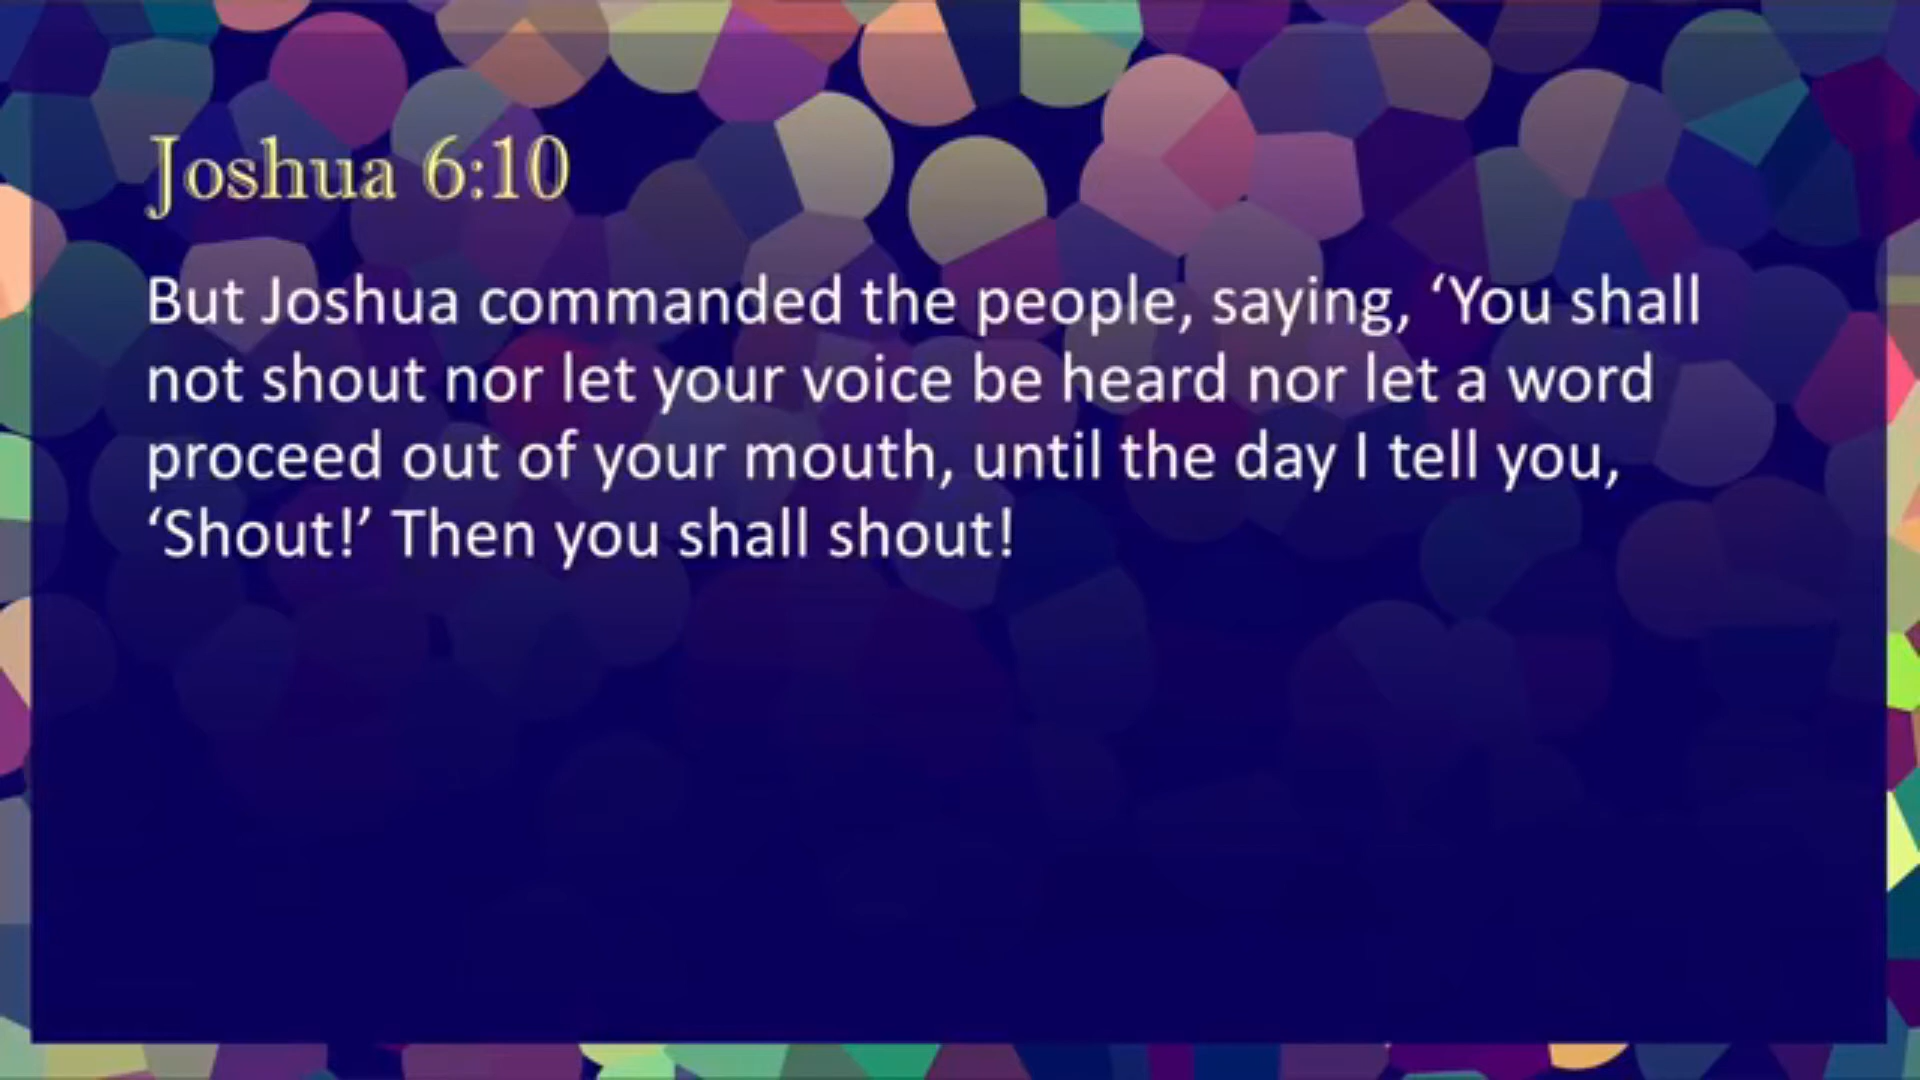 Joshua 6:10
But Joshua commanded the people, saying, ‘You shall
not shout nor let your voice be heard nor let a word
proceed out of your mouth, until the day I tell you,
‘Shout!’ Then you shall shout!